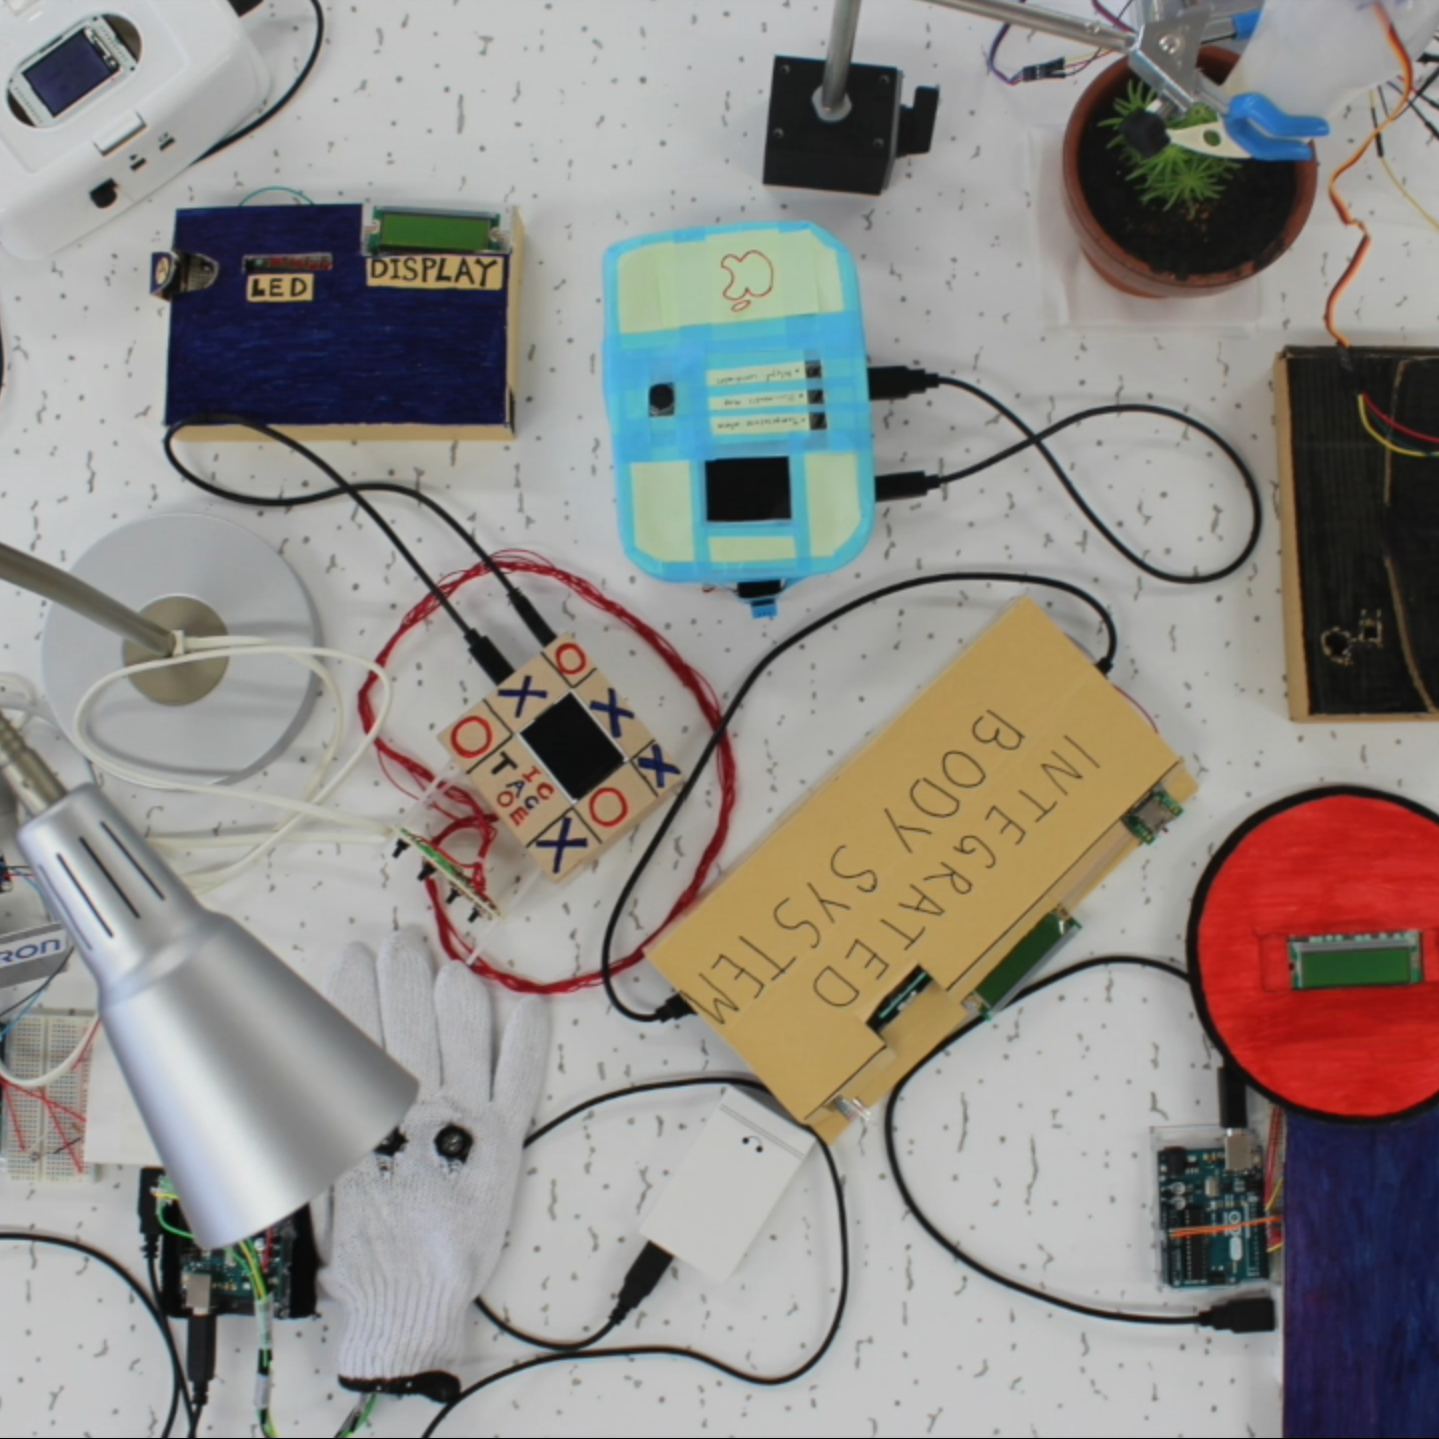 DISPLAY
LED
O
X
X
O
X
TIC
TAC
TOE
O
X
INTEGRATED
BODY SYSTEM
RON